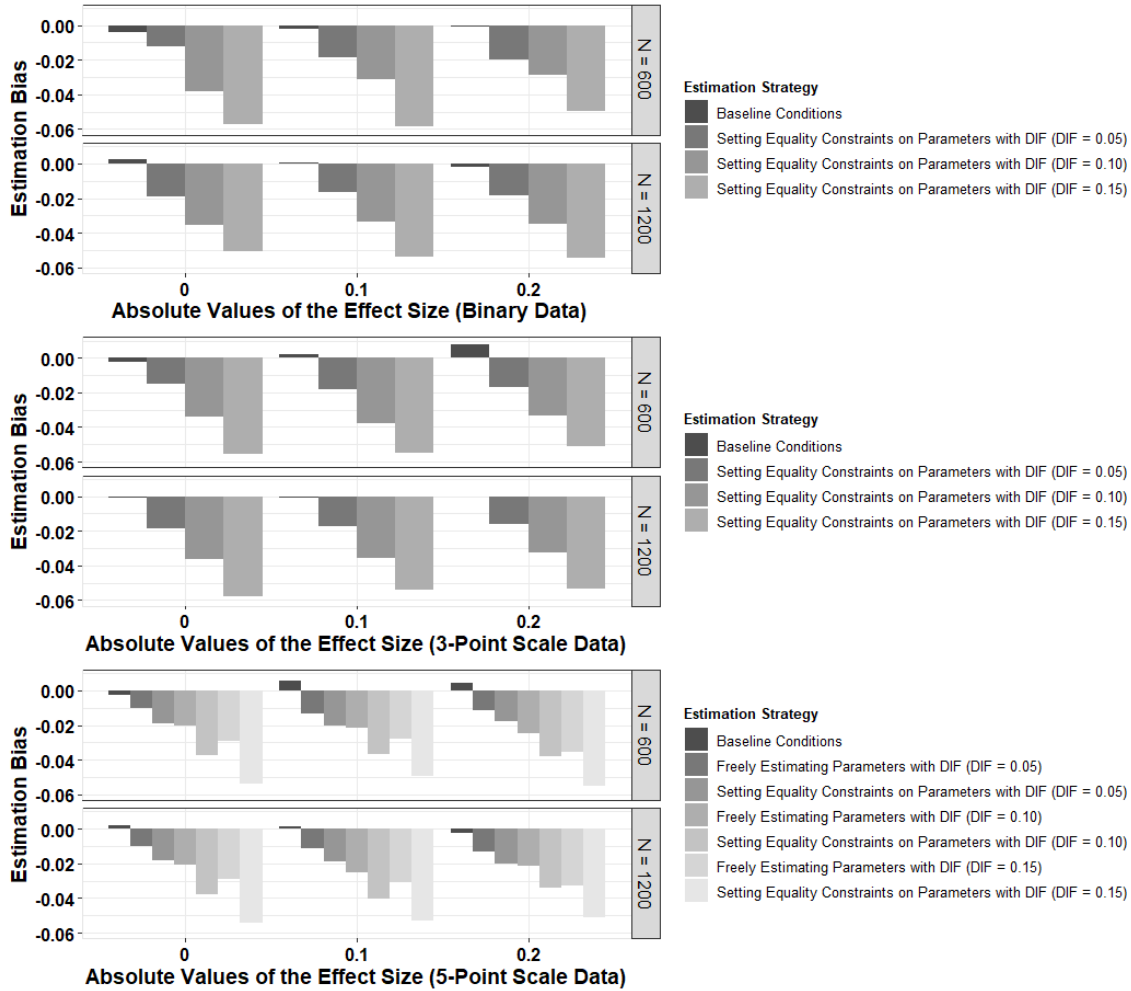 0.00
-0.02
-0.04
-0.06
N = 600
0.00
-0.02
-0.04
-0.06
N = 1200
Estimation Bias
Estimation Bias
0
0.1
0.2
Absolute Values of the Effect Size (Binary Data)
Estimation Strategy
Baseline Conditions
Setting Equality Constraints on Parameters with DIF (DIF = 0.05)
Setting Equality Constraints on Parameters with DIF (DIF = 0.10)
Setting Equality Constraints on Parameters with DIF (DIF = 0.15)
0.00
-0.02
-0.04
-0.06
N = 600
0.00
-0.02
-0.04
-0.06
N = 1200
Estimation Bias
Estimation Bias
0
0.1
0.2
Absolute Values of the Effect Size (3-Point Scale Data)
Estimation Strategy
Baseline Conditions
Setting Equality Constraints on Parameters with DIF (DIF = 0.05)
Setting Equality Constraints on Parameters with DIF (DIF = 0.10)
Setting Equality Constraints on Parameters with DIF (DIF = 0.15)
0.00
-0.02
-0.04
-0.06
N = 600
0.00
-0.02
-0.04
-0.06
N = 1200
Estimation Bias
Estimation Bias
0
0.1
0.2
Absolute Values of the Effect Size (5-Point Scale Data)
Estimation Strategy
Baseline Conditions
Freely Estimating Parameters with DIF (DIF = 0.05)
Setting Equality Constraints on Parameters with DIF (DIF = 0.05)
Freely Estimating Parameters with DIF (DIF = 0.10)
Setting Equality Constraints on Parameters with DIF (DIF = 0.10)
Freely Estimating Parameters with DIF (DIF = 0.15)
Setting Equality Constraints on Parameters with DIF (DIF = 0.15)